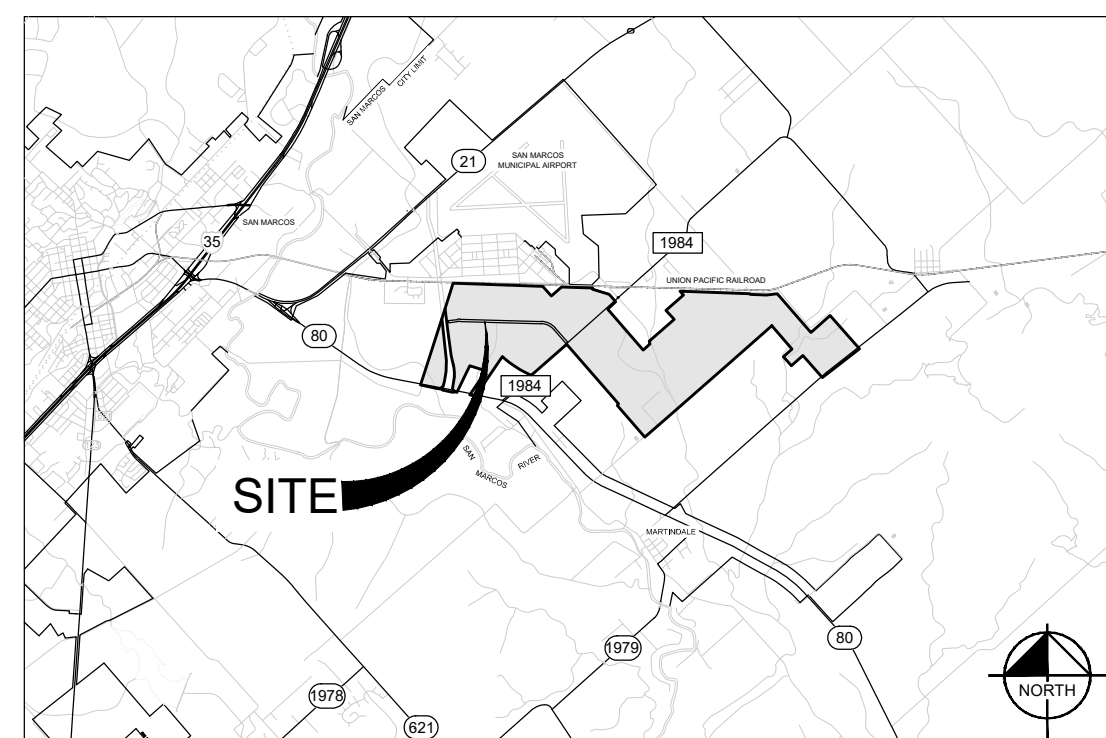 SAN MARCOS
CITY LIMIT
21
SAN MARCOS
MUNICIPAL AIRPORT
SAN MARCOS
35
1984
UNION PACIFIC RAILROAD
80
1984
SAN
MARCOS
RIVER
SITE
MARTINDALE
80
1979
1978
621
NORTH